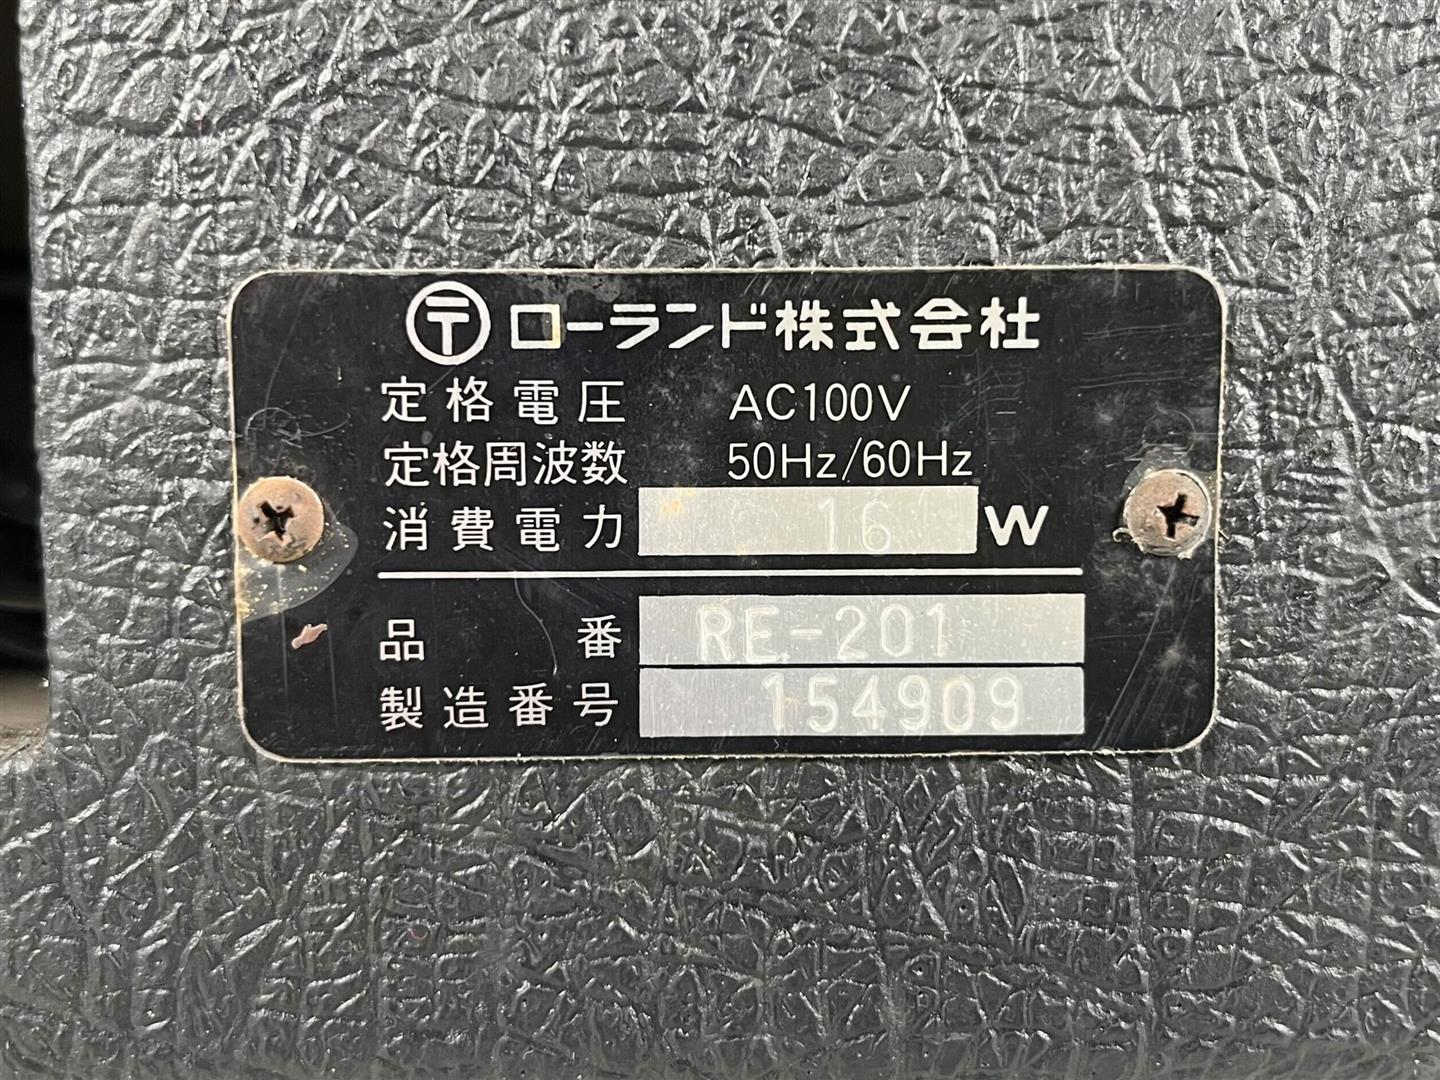 〒 ローランド株式会社
定格電圧 AC100V
定格周波数 50Hz/60Hz
消費電力 16 W
品番 RE-201
製造番号 154909